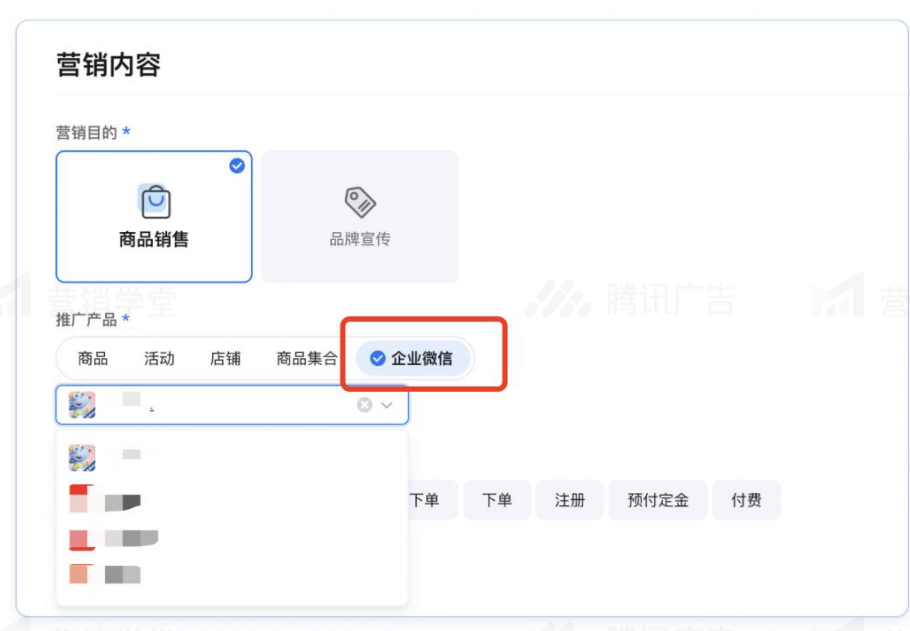 营销内容
营销目的 *
商品销售
品牌宣传
营销学堂
腾讯广告
营
推广产品 *
商品 活动 店铺 商品集合 企业微信
下单 下单 注册 预付定金 付费